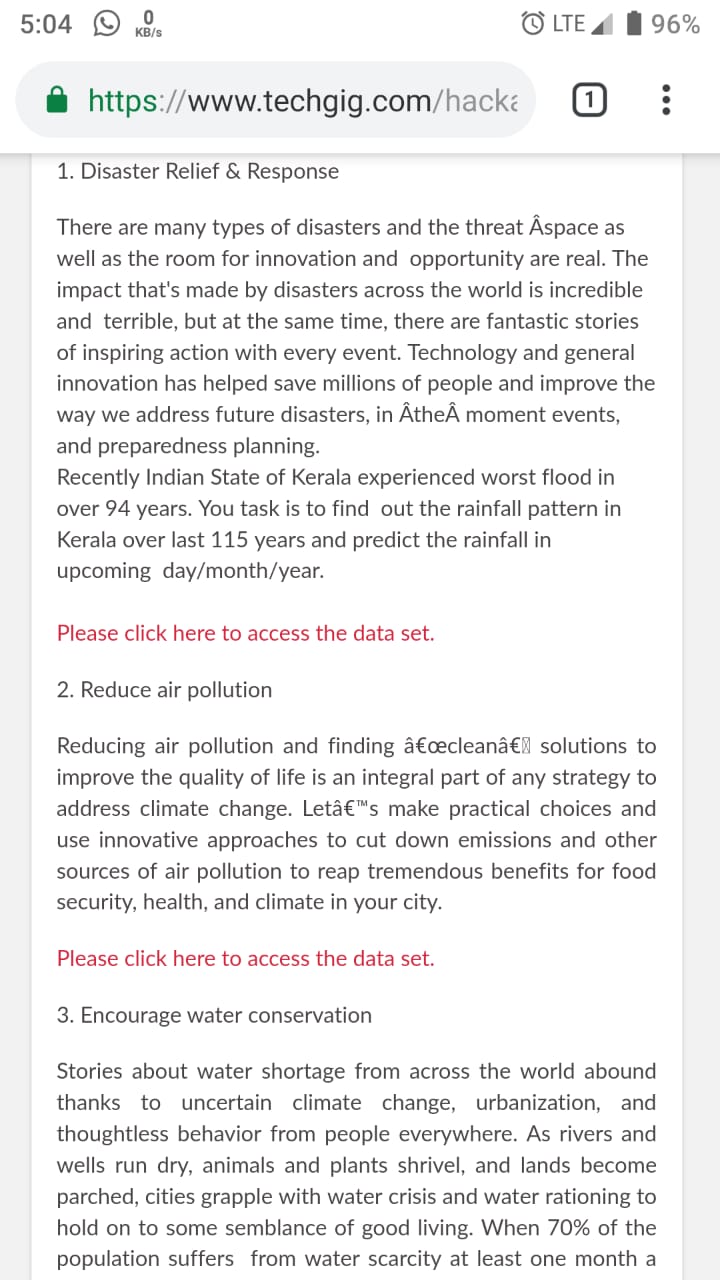 5:04 0 KB/s LTE 96%
https://www.techgig.com/hacka 1
1. Disaster Relief & Response
There are many types of disasters and the threat Âspace as
well as the room for innovation and  opportunity are real. The
impact that's made by disasters across the world is incredible
and  terrible, but at the same time, there are fantastic stories
of inspiring action with every event. Technology and general
innovation has helped save millions of people and improve the
way we address future disasters, in ÂtheÂ moment events,
and preparedness planning.
Recently Indian State of Kerala experienced worst flood in
over 94 years. You task is to find  out the rainfall pattern in
Kerala over last 115 years and predict the rainfall in
upcoming  day/month/year.
Please click here to access the data set.
2. Reduce air pollution
Reducing air pollution and finding â€œcleanâ€ solutions to
improve the quality of life is an integral part of any strategy to
address climate change. Letâ€™s make practical choices and
use innovative approaches to cut down emissions and other
sources of air pollution to reap tremendous benefits for food
security, health, and climate in your city.
Please click here to access the data set.
3. Encourage water conservation
Stories about water shortage from across the world abound
thanks to uncertain climate change, urbanization, and
thoughtless behavior from people everywhere. As rivers and
wells run dry, animals and plants shrivel, and lands become
parched, cities grapple with water crisis and water rationing to
hold on to some semblance of good living. When 70% of the
population suffers  from water scarcity at least one month a